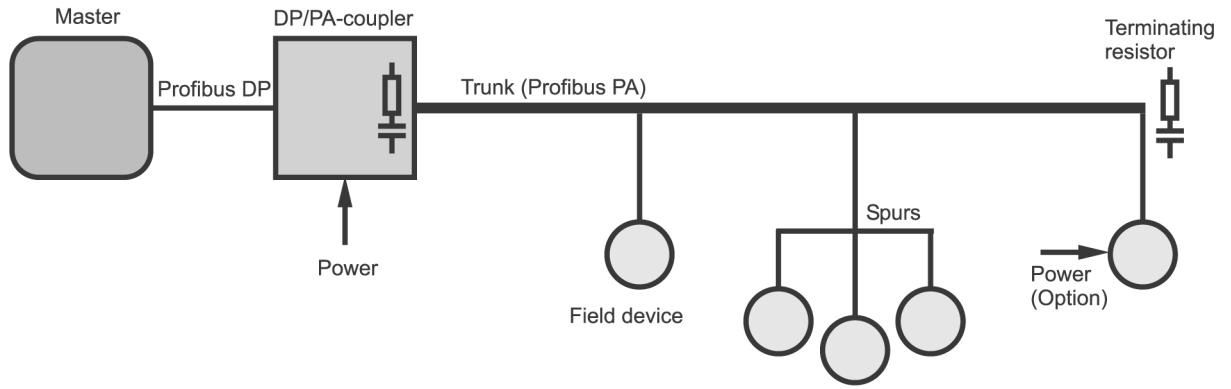 Master
DP/PA-coupler
Terminating
resistor
Profibus DP
Trunk (Profibus PA)
Spurs
Power
Power
(Option)
Field device